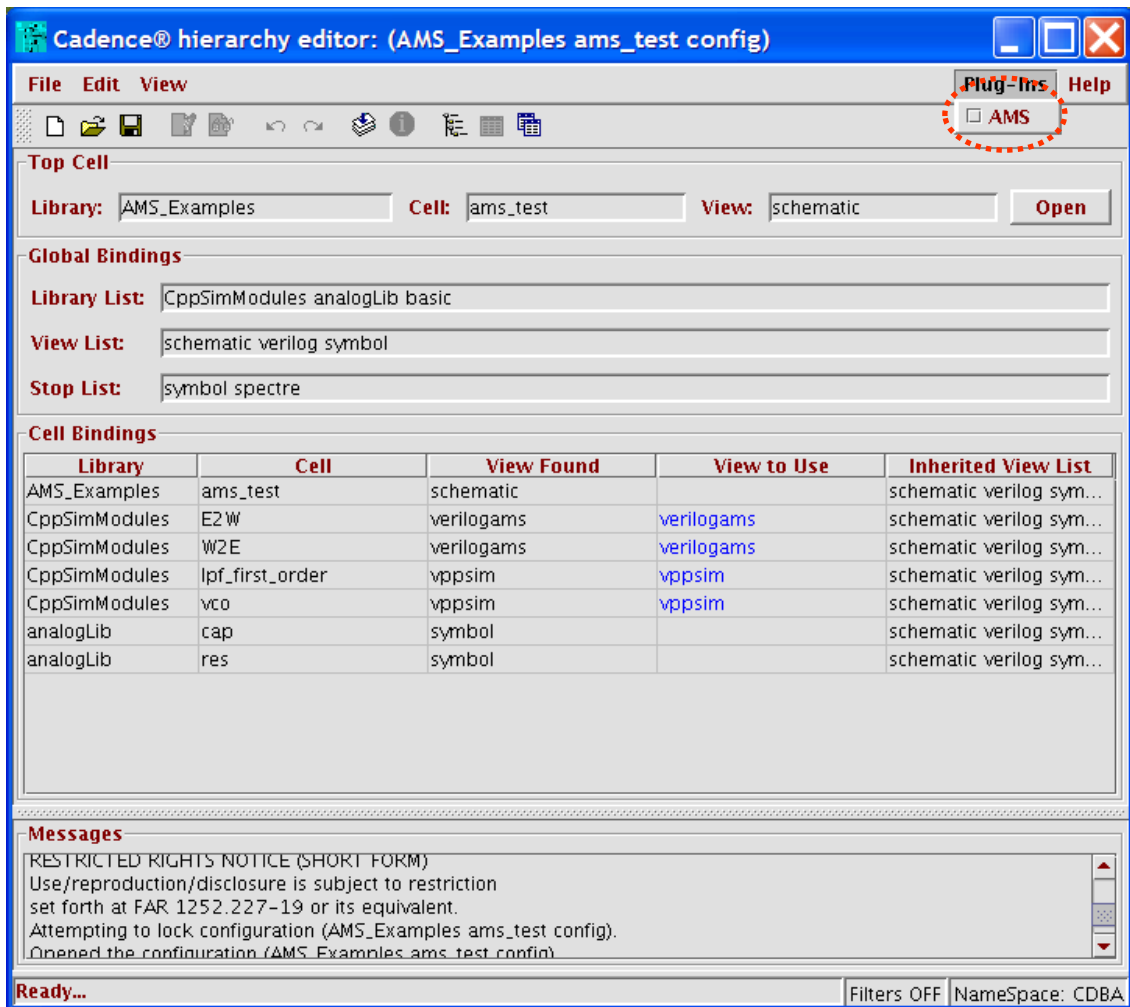 Cadence® hierarchy editor: (AMS_Examples ams_test config)
File Edit View Plug-Ins Help
AMS
Top Cell
Library: AMS_Examples Cell: ams_test View: schematic Open
Global Bindings
Library List: CppSimModules analogLib basic
View List: schematic verilog symbol
Stop List: symbol spectre
Cell Bindings
Library Cell View Found View to Use Inherited View List
AMS_Examples ams_test schematic schematic verilog sym...
CppSimModules E2W verilogams verilogams schematic verilog sym...
CppSimModules W2E verilogams verilogams schematic verilog sym...
CppSimModules lpf_first_order vppsim vppsim schematic verilog sym...
CppSimModules vco vppsim vppsim schematic verilog sym...
analogLib cap symbol schematic verilog sym...
analogLib res symbol schematic verilog sym...
Messages
RESTRICTED RIGHTS NOTICE (SHORT FORM)
Use/reproduction/disclosure is subject to restriction
set forth at FAR 1252.227-19 or its equivalent.
Attempting to lock configuration (AMS_Examples ams_test config).
Opened the configuration (AMS_Examples ams_test config)
Ready... Filters OFF NameSpace: CDBA